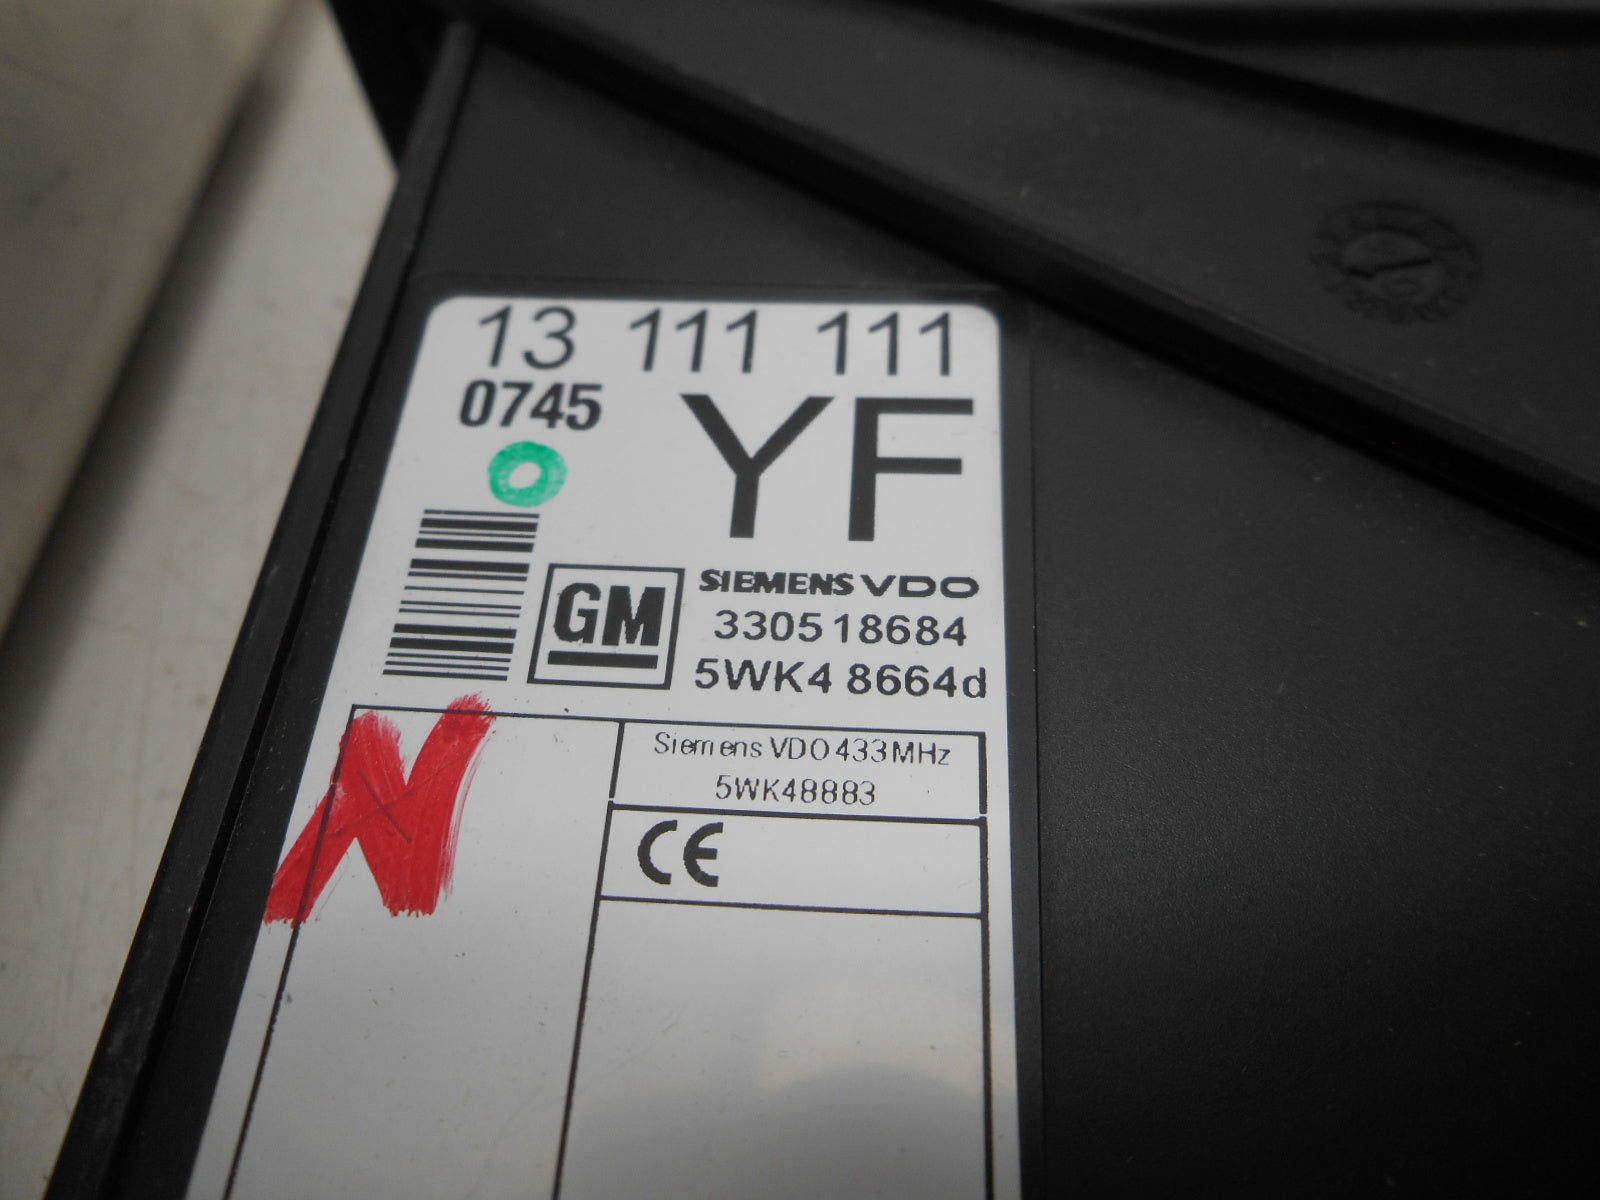 13 111 111
0745
YF
GM
SIEMENS VDO
330518684
5WK4 8664d
Siemens VDO 433MHz
5WK48883
CE
N